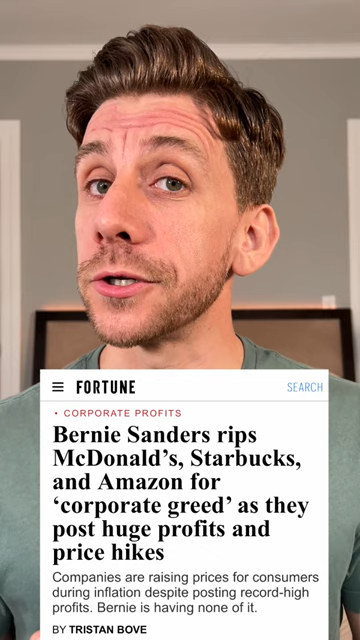 FORTUNE
SEARCH
• CORPORATE PROFITS
Bernie Sanders rips
McDonald's, Starbucks,
and Amazon for
‘corporate greed’ as they
post huge profits and
price hikes
Companies are raising prices for consumers
during inflation despite posting record-high
profits. Bernie is having none of it.
BY TRISTAN BOVE